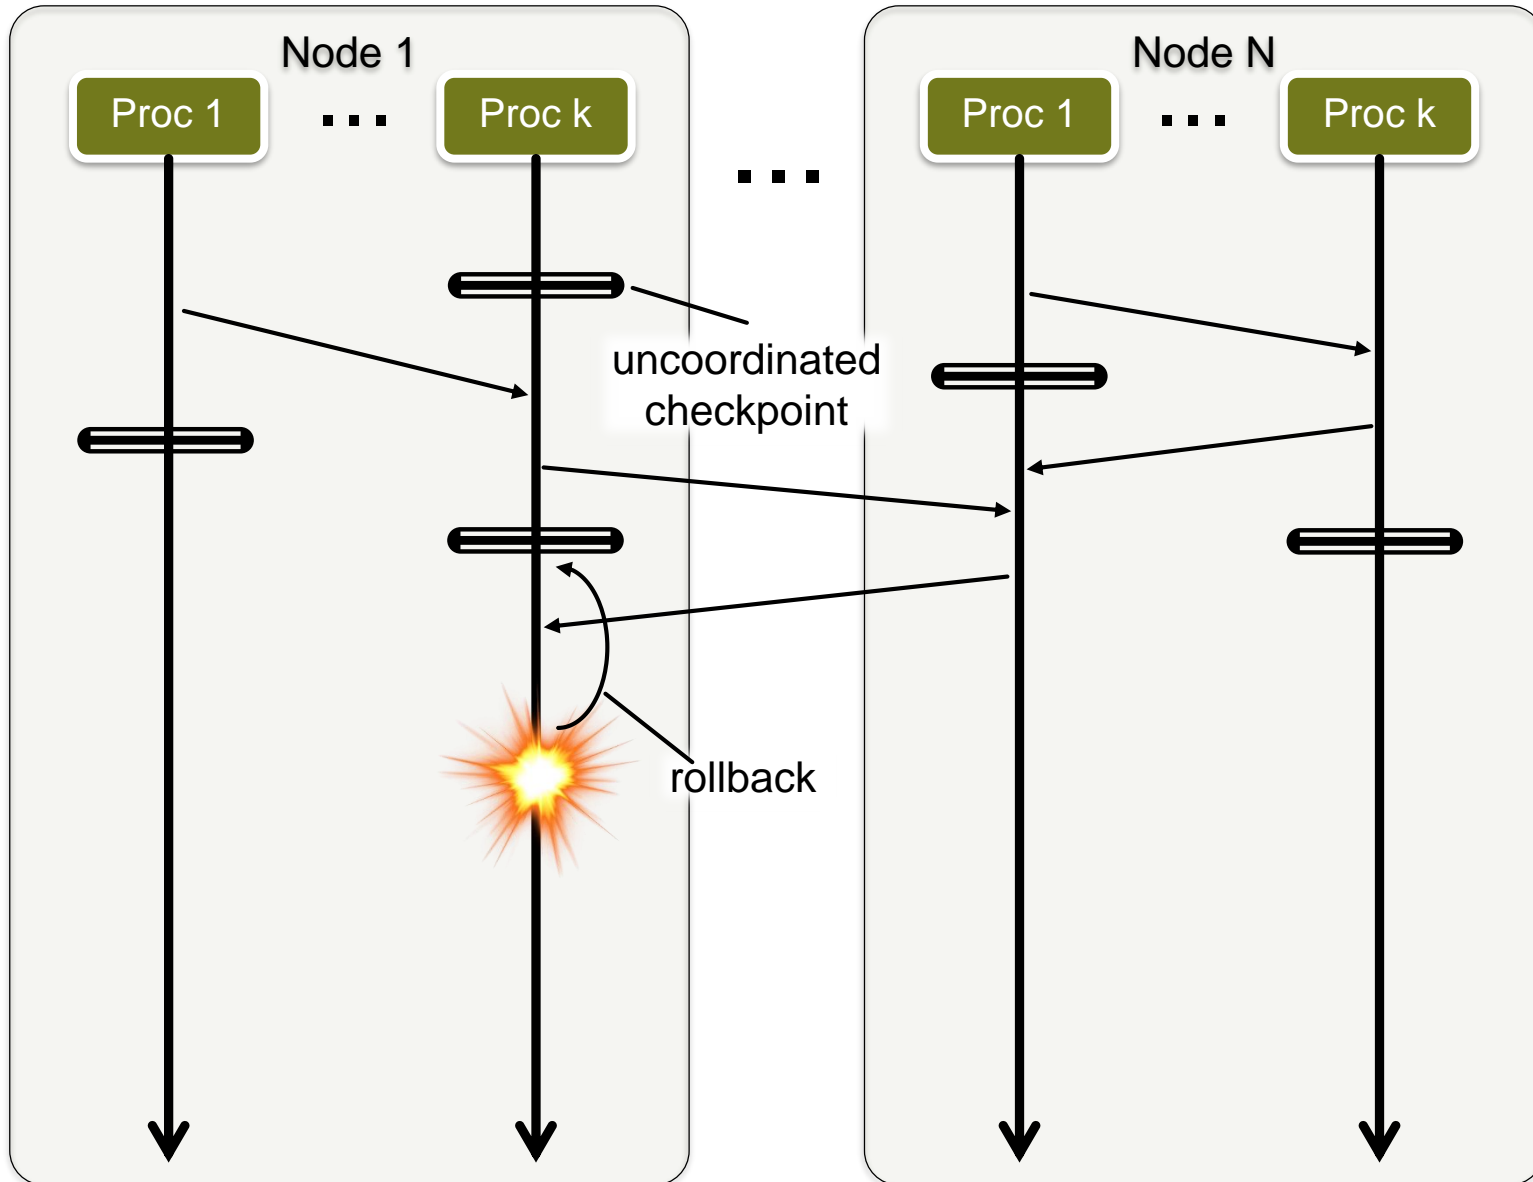 Node 1
Node N
Proc 1
...
Proc k
...
Proc 1
...
Proc k
uncoordinated
checkpoint
rollback